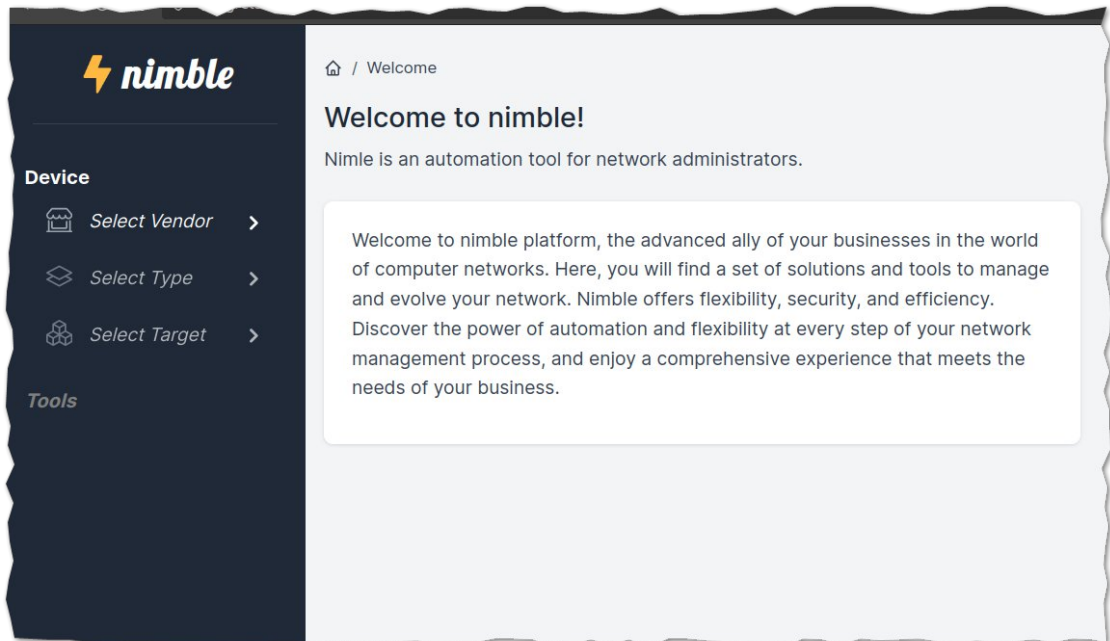 nimble
Device
Select Vendor
Select Type
Select Target
Tools
/ Welcome
Welcome to nimble!
Nimle is an automation tool for network administrators.
Welcome to nimble platform, the advanced ally of your businesses in the world
of computer networks. Here, you will find a set of solutions and tools to manage
and evolve your network. Nimble offers flexibility, security, and efficiency.
Discover the power of automation and flexibility at every step of your network
management process, and enjoy a comprehensive experience that meets the
needs of your business.